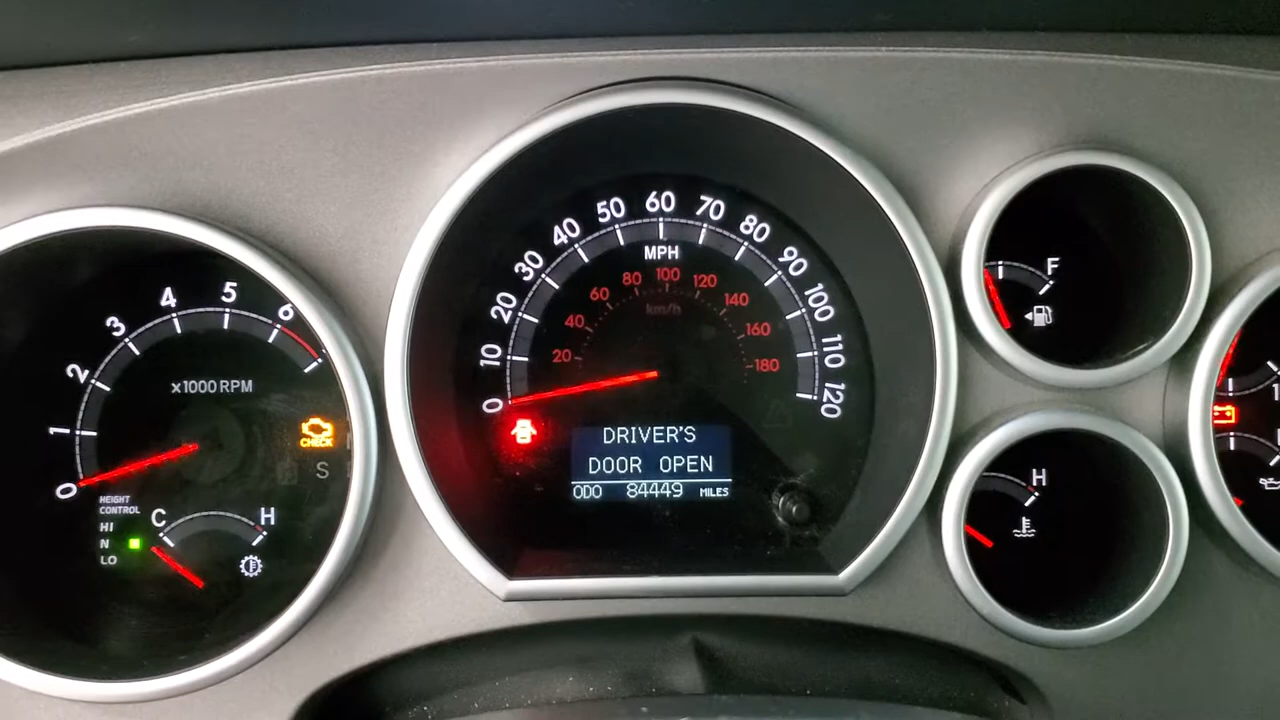 0
1
2
3
4
5
6
x1000 RPM
CHECK
S
HEIGHT
CONTROL
HI
N
LO
C H
0
10
20
30
40
50
60
70
80
90
100
110
120
MPH
20
40
60
80
100
120
140
160
180
km/h
DRIVER'S
DOOR OPEN
ODO 84449 MILES
F
H